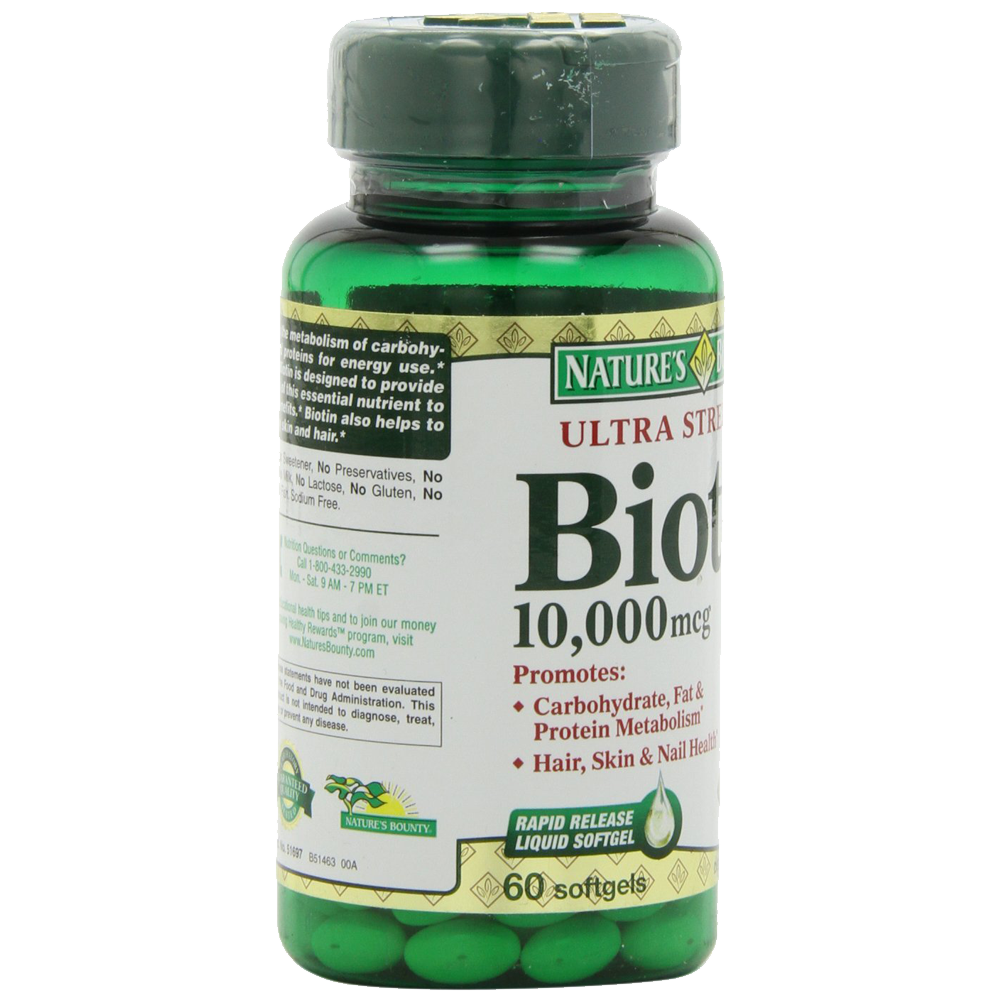 metabolism of carbohy-
proteins for energy use.*
is designed to provide
this essential nutrient to
Biotin also helps to
and hair.*
Sweetener, No Preservatives, No
Milk, No Lactose, No Gluten, No
Sodium Free.
Nutrition Questions or Comments?
Call 1-800-433-2990
Mon. - Sat. 9 AM - 7 PM ET
health tips and to join our money
Healthy Rewards™ program, visit
www.NaturesBounty.com
statements have not been evaluated
Food and Drug Administration. This
is not intended to diagnose, treat,
or prevent any disease.
NATURE'S BOUNTY®
No. 51697 B51463 00A
NATURE'S B
ULTRA STRE
Biot
10,000 mcg
Promotes:
• Carbohydrate, Fat &
Protein Metabolism*
• Hair, Skin & Nail Health*
RAPID RELEASE
LIQUID SOFTGEL
60 softgels